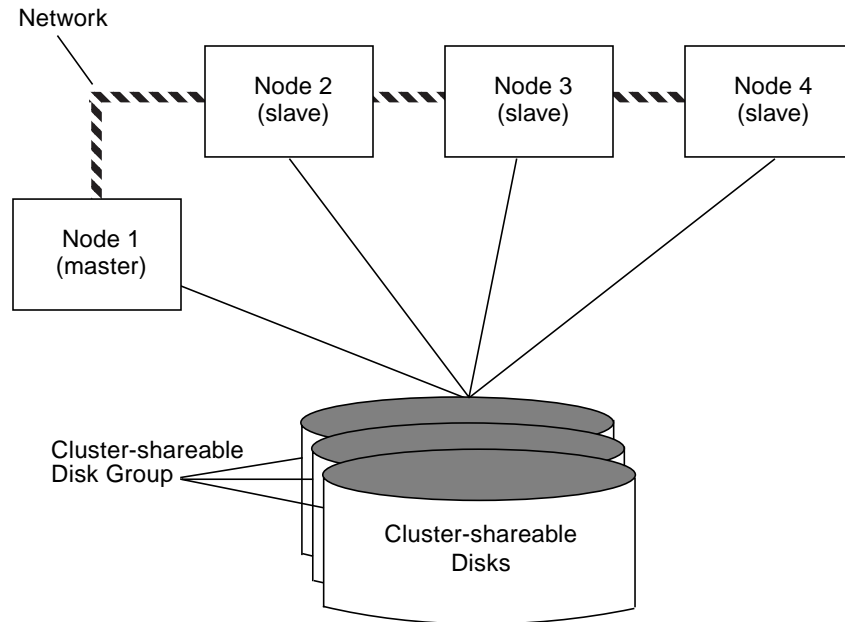 Network
Node 2
(slave)
Node 3
(slave)
Node 4
(slave)
Node 1
(master)
Cluster-shareable
Disk Group
Cluster-shareable
Disks